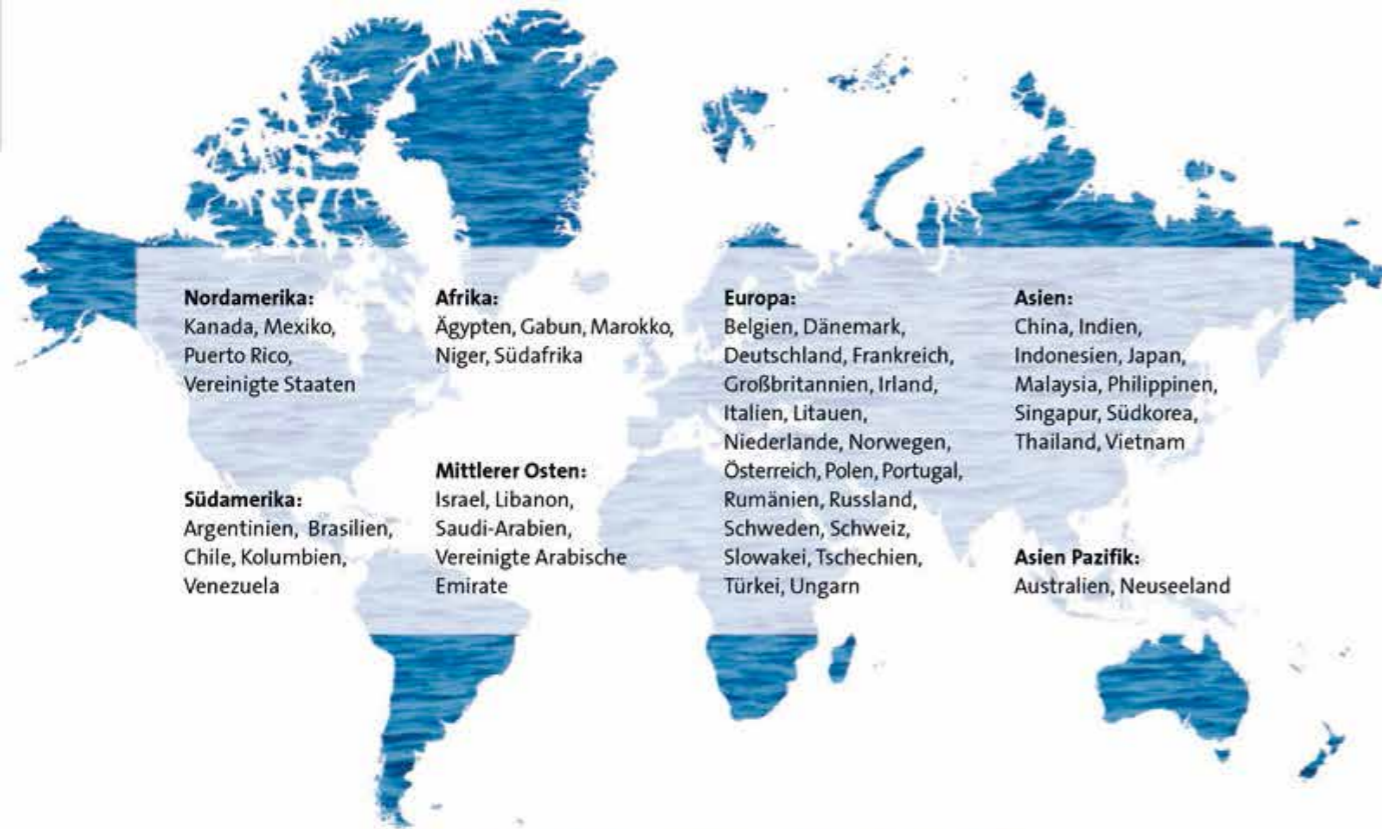 Nordamerika:
Kanada, Mexiko,
Puerto Rico,
Vereinigte Staaten
Südamerika:
Argentinien, Brasilien,
Chile, Kolumbien,
Venezuela
Afrika:
Ägypten, Gabun, Marokko,
Niger, Südafrika
Mittlerer Osten:
Israel, Libanon,
Saudi-Arabien,
Vereinigte Arabische
Emirate
Europa:
Belgien, Dänemark,
Deutschland, Frankreich,
Großbritannien, Irland,
Italien, Litauen,
Niederlande, Norwegen,
Österreich, Polen, Portugal,
Rumänien, Russland,
Schweden, Schweiz,
Slowakei, Tschechien,
Türkei, Ungarn
Asien:
China, Indien,
Indonesien, Japan,
Malaysia, Philippinen,
Singapur, Südkorea,
Thailand, Vietnam
Asien Pazifik:
Australien, Neuseeland